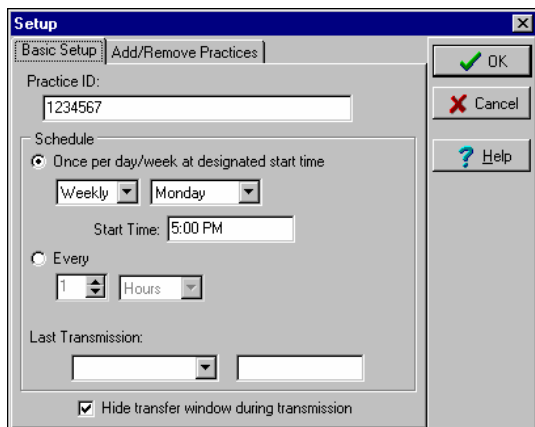 Setup
Basic Setup Add/Remove Practices
Practice ID:
1234567
Schedule
Once per day/week at designated start time
Weekly Monday
Start Time: 5:00 PM
Every
1 Hours
Last Transmission:
Hide transfer window during transmission
OK
Cancel
Help